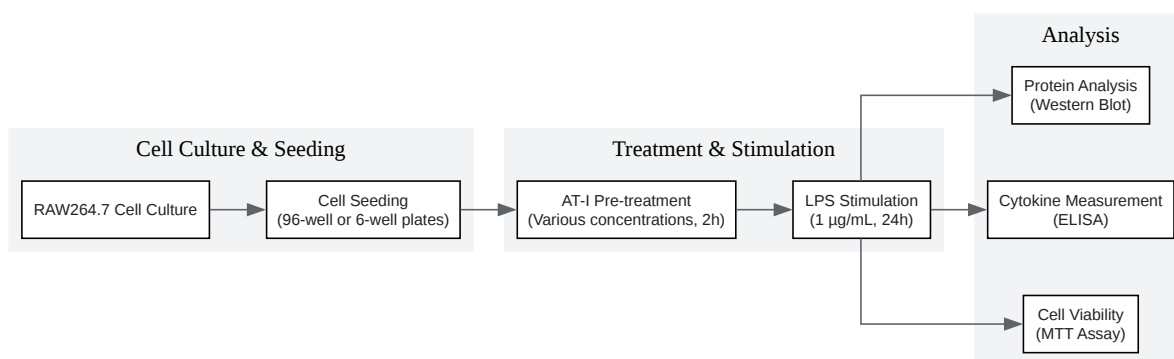 Analysis
Protein Analysis
(Western Blot)
Cell Culture & Seeding
Treatment & Stimulation
RAW264.7 Cell Culture
Cell Seeding
(96-well or 6-well plates)
AT-I Pre-treatment
(Various concentrations, 2h)
LPS Stimulation
(1 µg/mL, 24h)
Cytokine Measurement
(ELISA)
Cell Viability
(MTT Assay)